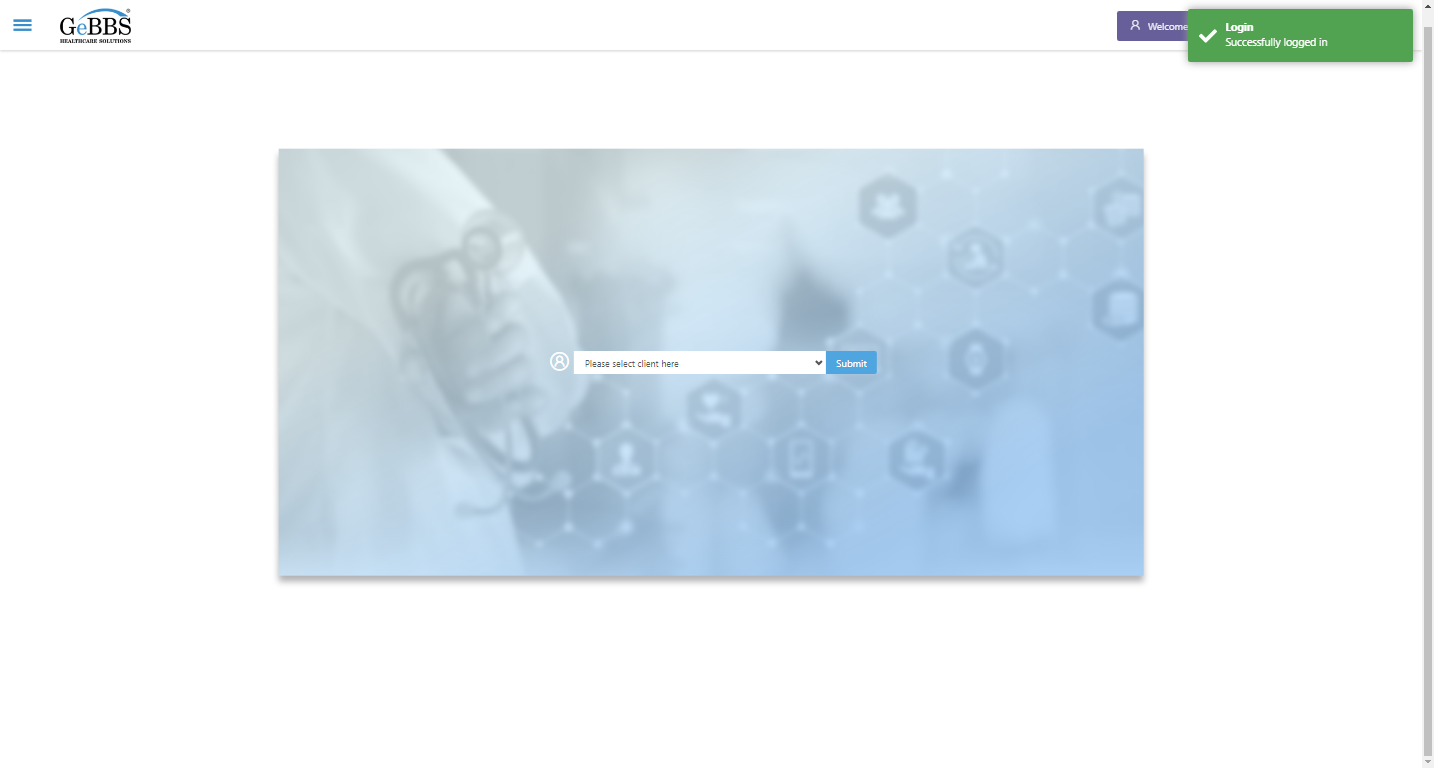 GeBBS®
HEALTHCARE SOLUTIONS
Welcome
Login
Successfully logged in
Please select client here
Submit